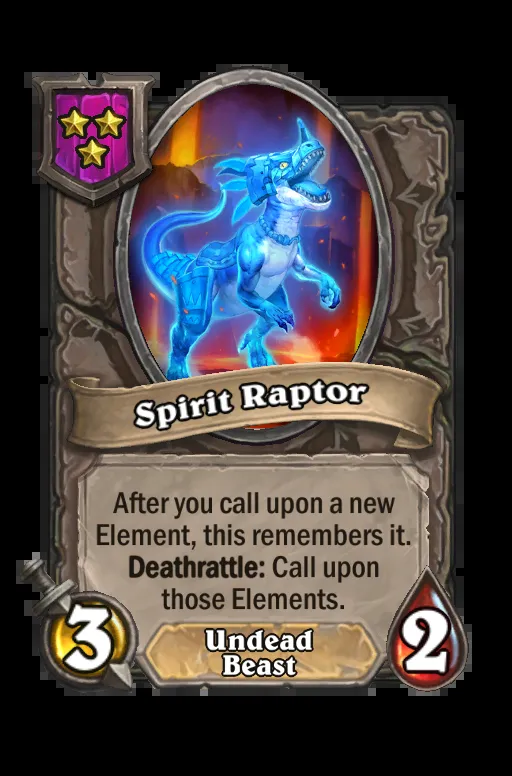 Spirit Raptor
After you call upon a new
Element, this remembers it.
Deathrattle: Call upon
those Elements.
3
Undead
Beast
2